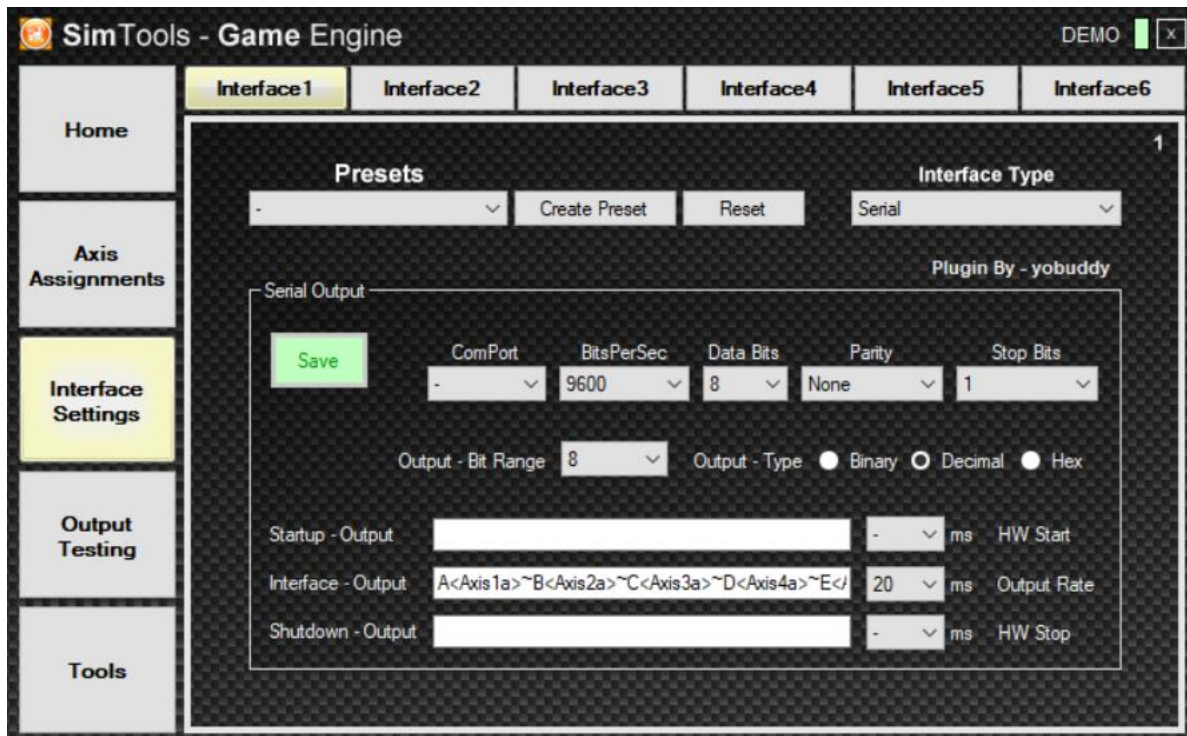 SimTools - Game Engine
DEMO
x
Interface1 Interface2 Interface3 Interface4 Interface5 Interface6
Home
Axis
Assignments
Interface
Settings
Output
Testing
Tools
1
Presets
Interface Type
- Create Preset Reset Serial
Plugin By - yobuddy
Serial Output
Save
ComPort BitsPerSec Data Bits Parity Stop Bits
- 9600 8 None 1
Output - Bit Range 8 Output - Type Binary Decimal Hex
Startup - Output - ms HW Start
Interface - Output A<Axis1a>~B<Axis2a>~C<Axis3a>~D<Axis4a>~E</ 20 ms Output Rate
Shutdown - Output - ms HW Stop